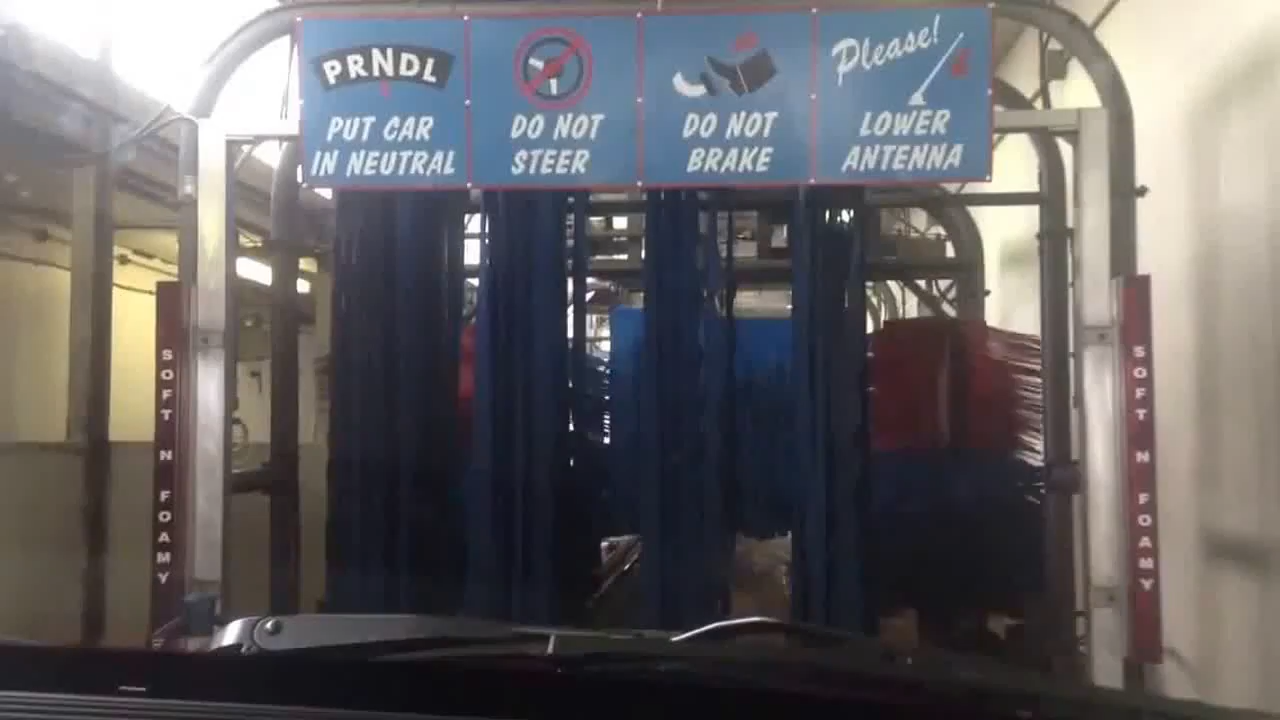 PRNDL
PUT CAR
IN NEUTRAL
DO NOT
STEER
DO NOT
BRAKE
Please!
LOWER
ANTENNA
SOFT N FOAMY
SOFT N FOAMY